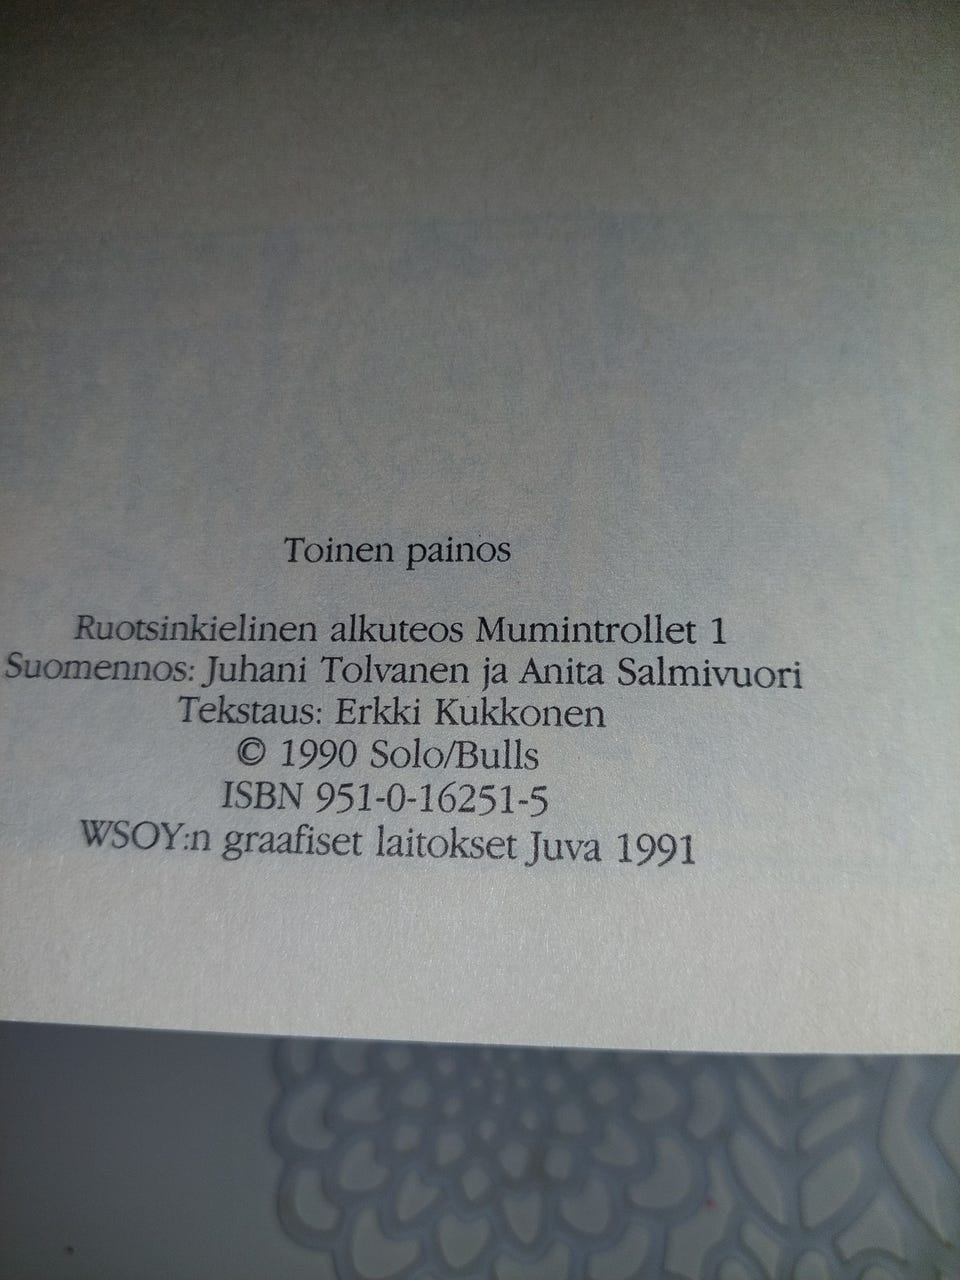 Toinen painos
Ruotsinkielinen alkuteos Mumintrollet 1
Suomennos: Juhani Tolvanen ja Anita Salmivuori
Tekstaus: Erkki Kukkonen
© 1990 Solo/Bulls
ISBN 951-0-16251-5
WSOY:n graafiset laitokset Juva 1991